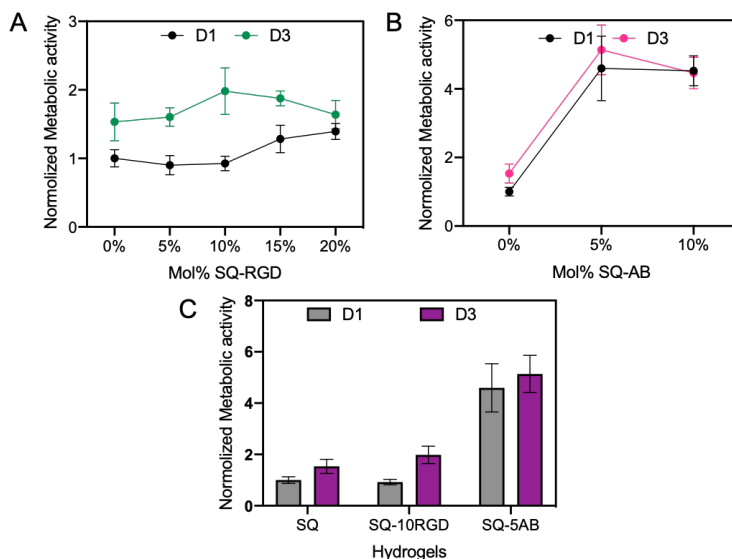 A
D1 D3
Normolized Metabolic activity
3
2
1
0
0% 5% 10% 15% 20%
Mol% SQ-RGD
B
D1 D3
Normolized Metabolic activity
6
4
2
0
0% 5% 10%
Mol% SQ-AB
C
D1 D3
Normolized Metabolic activity
8
6
4
2
0
SQ SQ-10RGD SQ-5AB
Hydrogels